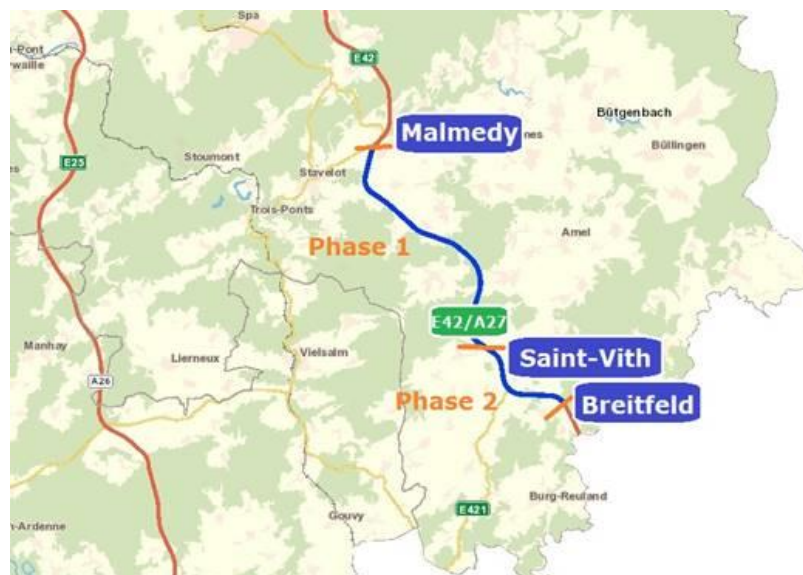 Spa
n-Pont
ywaille
E42
Bütgenbach
Malmedy
nes
Büllingen
E25
Stoumont
Stavelot
Trois-Ponts
Amel
Phase 1
E42/A27
Manhay
Lierneux
Vielsalm
Saint-Vith
A26
Phase 2
Breitfeld
Burg-Reuland
E421
Gouvy
n-Ardenne